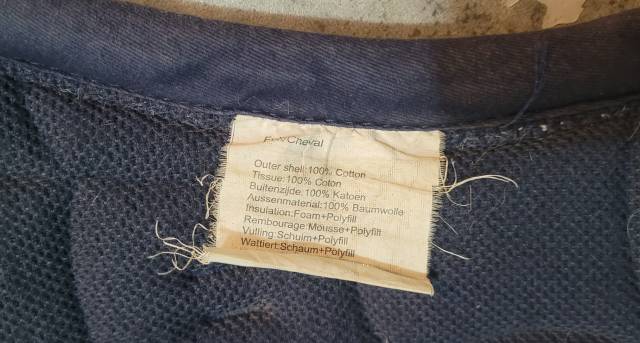 Cheval
Outer shell:100% Cotton
Tissue:100% Coton
Buitenzijde:100% Katoen
Aussenmaterial:100% Baumwolle
Insulation:Foam+Polyfill
Rembourage:Mousse+Polyfilt
Vulling:Schuim+Polyfill
Wattiert:Schaum+Polyfill